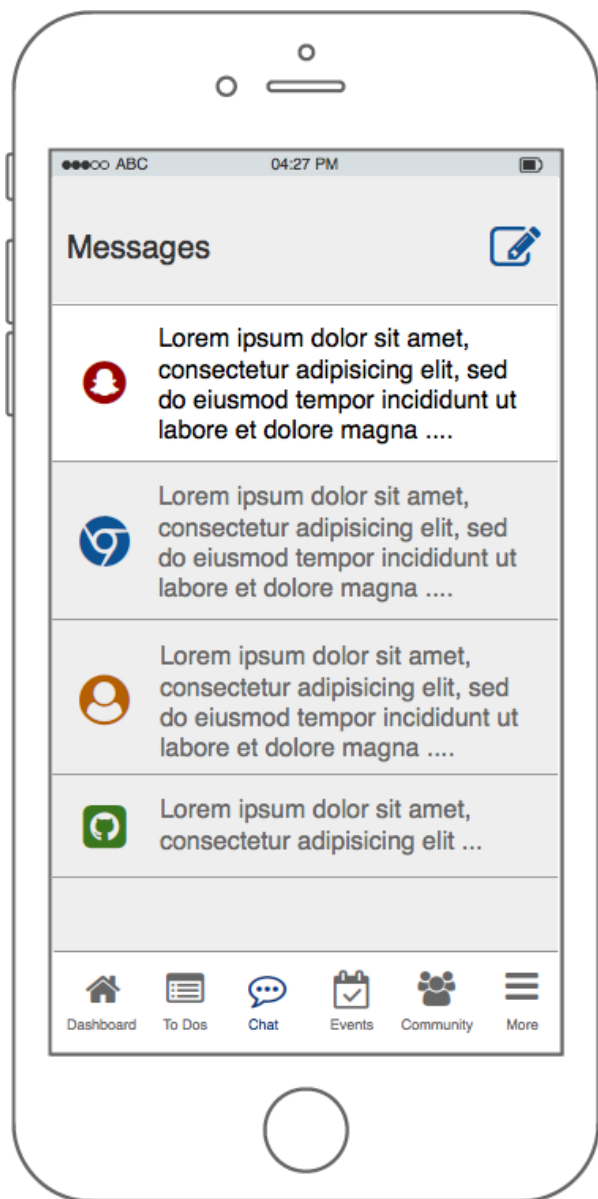 ABC 04:27 PM
Messages
Lorem ipsum dolor sit amet,
consectetur adipisicing elit, sed
do eiusmod tempor incididunt ut
labore et dolore magna ....
Lorem ipsum dolor sit amet,
consectetur adipisicing elit, sed
do eiusmod tempor incididunt ut
labore et dolore magna ....
Lorem ipsum dolor sit amet,
consectetur adipisicing elit, sed
do eiusmod tempor incididunt ut
labore et dolore magna ....
Lorem ipsum dolor sit amet,
consectetur adipisicing elit ...
Dashboard To Dos Chat Events Community More